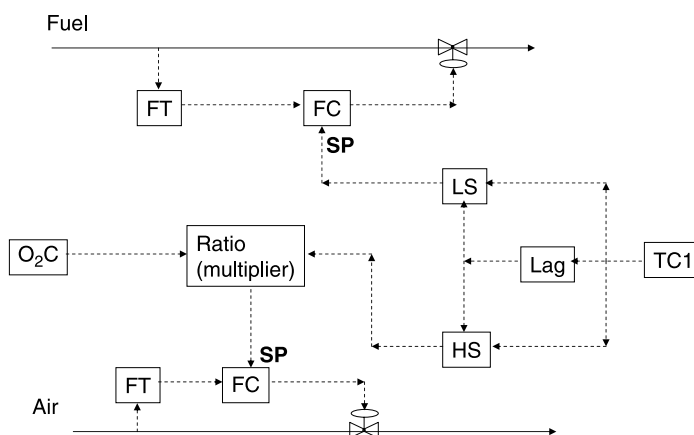 Fuel
FT
FC
SP
LS
O₂C
Ratio
(multiplier)
Lag
TC1
HS
SP
FT
FC
Air